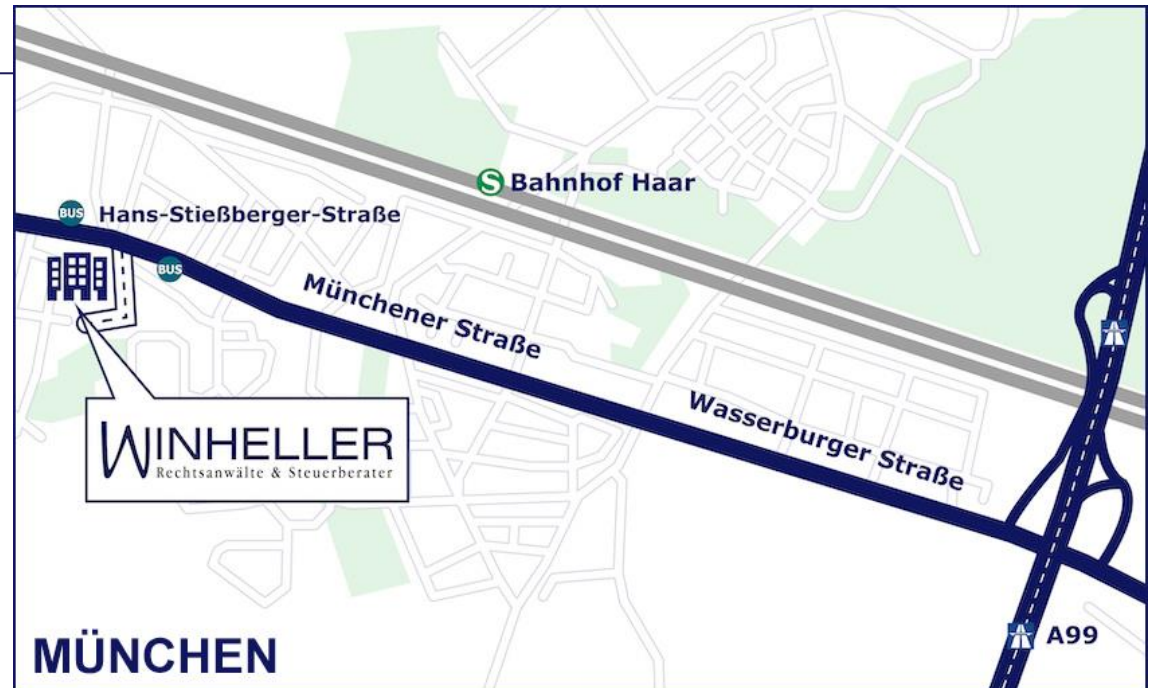 S Bahnhof Haar
BUS Hans-Stießberger-Straße
BUS
Münchener Straße
Wasserburger Straße
WINHELLER
Rechtsanwälte & Steuerberater
A99
MÜNCHEN